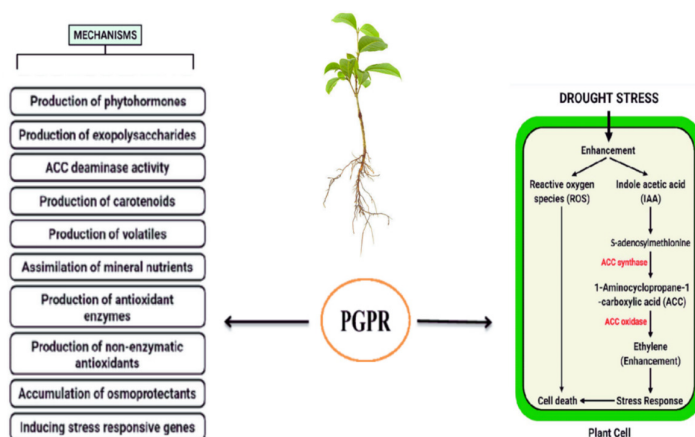 MECHANISMS
Production of phytohormones
Production of exopolysaccharides
ACC deaminase activity
Production of carotenoids
Production of volatiles
Assimilation of mineral nutrients
Production of antioxidant
enzymes
Production of non-enzymatic
antioxidants
Accumulation of osmoprotectants
Inducing stress responsive genes
PGPR
DROUGHT STRESS
Enhancement
Reactive oxygen
species (ROS)
Indole acetic acid
(IAA)
S-adenosylmethionine
ACC synthase
1-Aminocyclopropane-1
-carboxylic acid (ACC)
ACC oxidase
Ethylene
(Enhancement)
Cell death
Stress Response
Plant Cell